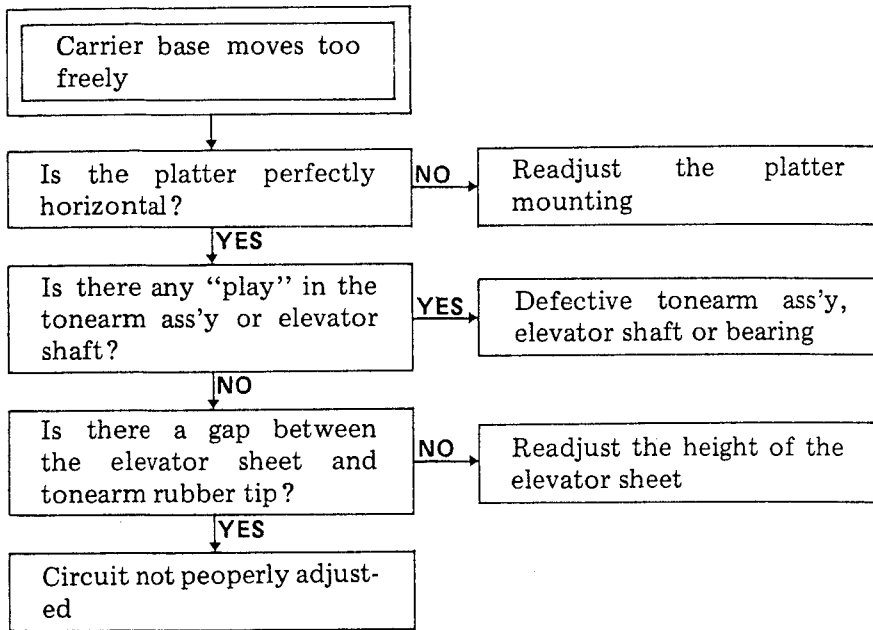 Carrier base moves too
freely
Is the platter perfectly
horizontal?
NO
Readjust the platter
mounting
YES
Is there any “play” in the
tonearm ass'y or elevator
shaft?
YES
Defective tonearm ass'y,
elevator shaft or bearing
NO
Is there a gap between
the elevator sheet and
tonearm rubber tip?
NO
Readjust the height of the
elevator sheet
YES
Circuit not peoperly adjust-
ed